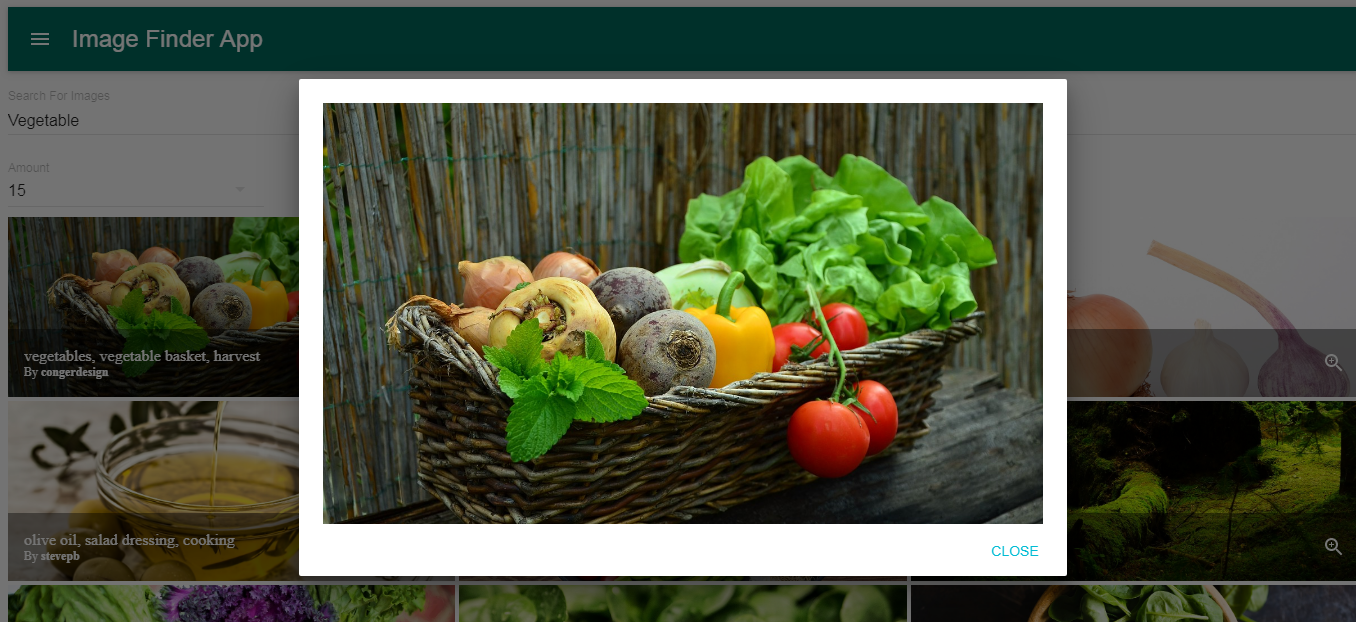 Image Finder App
Search For Images
Vegetable
Amount
15
vegetables, vegetable basket, harvest
By congerdesign
olive oil, salad dressing, cooking
By stevepb
CLOSE